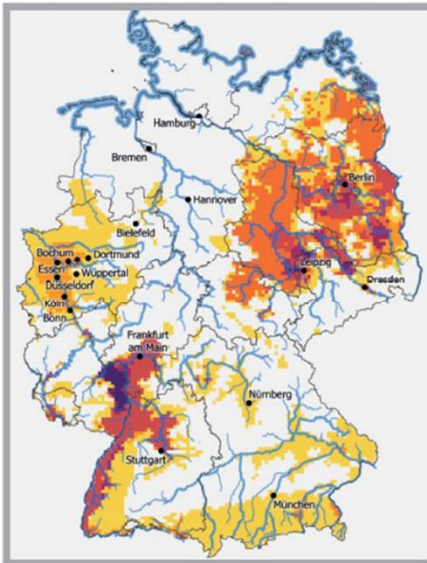 Hamburg
Bremen
Berlin
Hannover
Bielefeld
Bochum
Dortmund
Essen
Wüppertal
Leipzig
Düsseldorf
Dresden
Köln
Bonn
Frankfurt
am Main
Nürnberg
Stuttgart
München